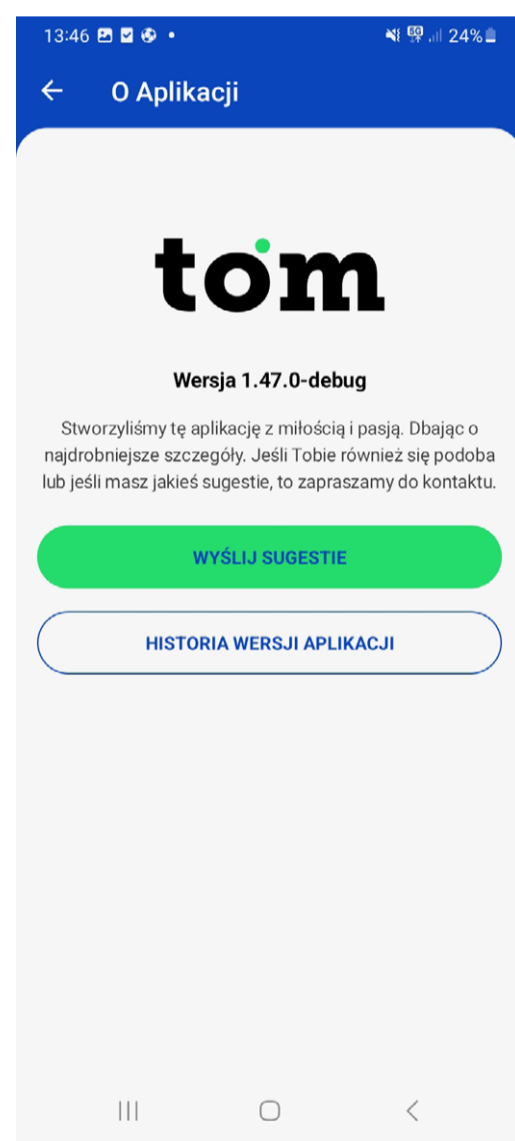 13:46 24%
O Aplikacji
tom
Wersja 1.47.0-debug
Stworzyliśmy tę aplikację z miłością i pasją. Dbając o
najdrobniejsze szczegóły. Jeśli Tobie również się podoba
lub jeśli masz jakieś sugestie, to zapraszamy do kontaktu.
WYŚLIJ SUGESTIE
HISTORIA WERSJI APLIKACJI